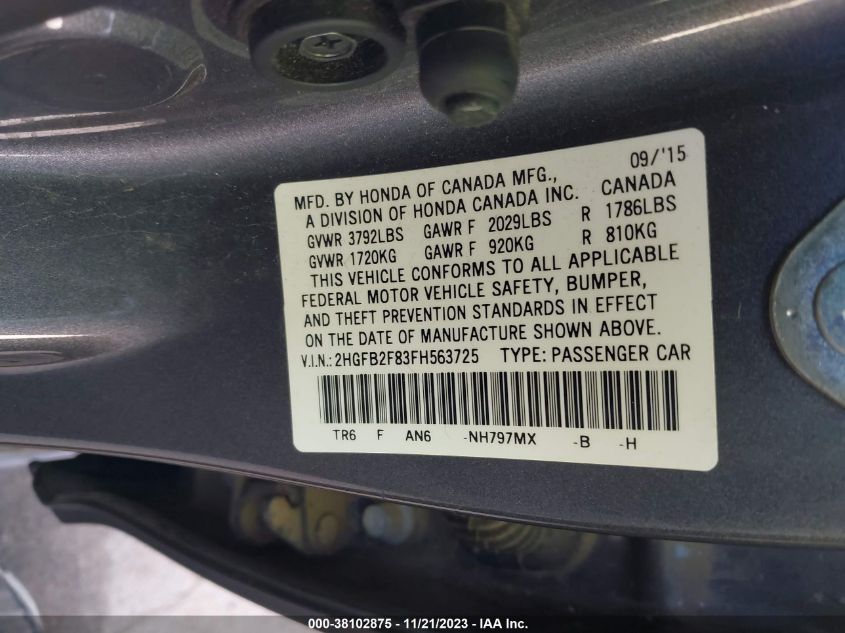 09/'15
MFD. BY HONDA OF CANADA MFG.,
A DIVISION OF HONDA CANADA INC. CANADA
GVWR 3792LBS GAWR F 2029LBS R 1786LBS
GVWR 1720KG GAWR F 920KG R 810KG
THIS VEHICLE CONFORMS TO ALL APPLICABLE
FEDERAL MOTOR VEHICLE SAFETY, BUMPER,
AND THEFT PREVENTION STANDARDS IN EFFECT
ON THE DATE OF MANUFACTURE SHOWN ABOVE.
V.I.N.: 2HGFB2F83FH563725 TYPE: PASSENGER CAR
TR6 F AN6 -NH797MX -B -H
000-38102875 - 11/21/2023 - IAA Inc.